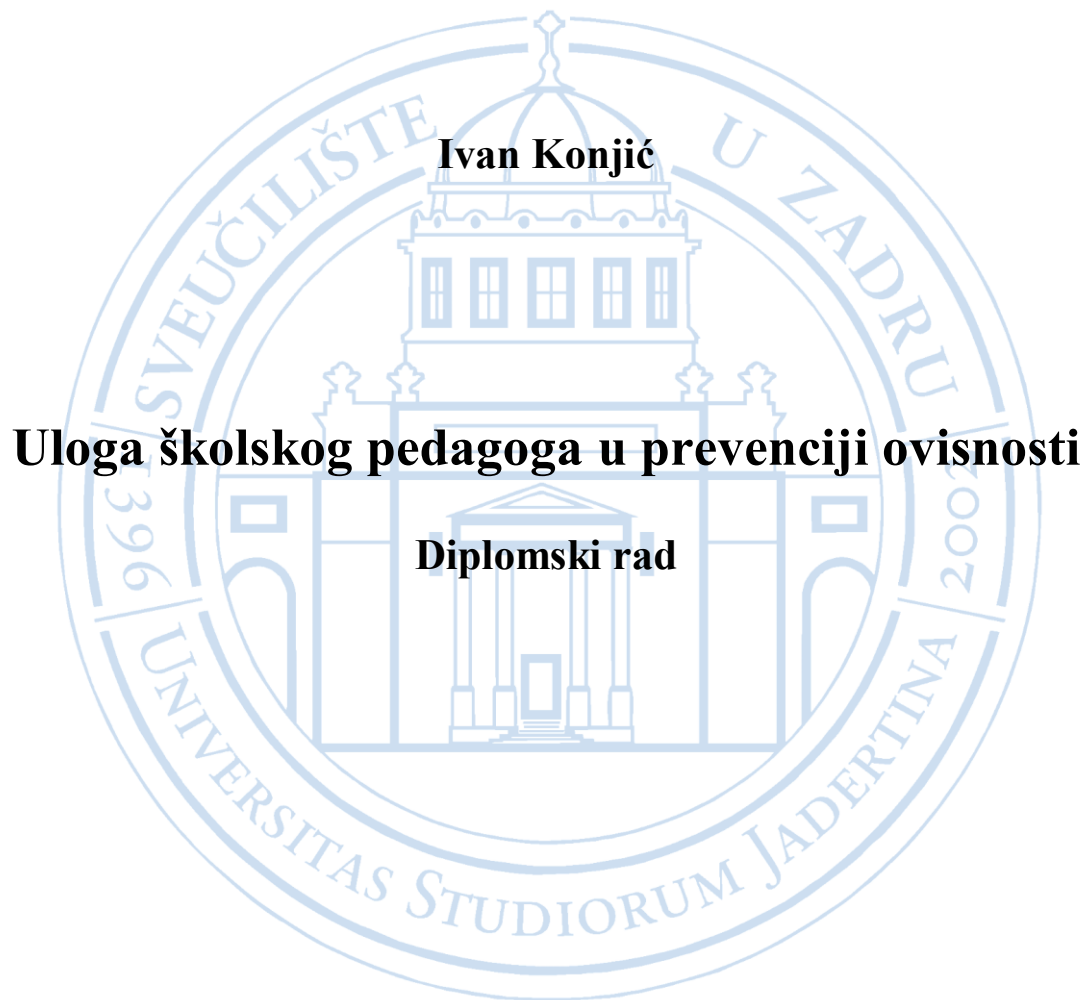 Ivan Konjić
Uloga školskog pedagoga u prevenciji ovisnosti
Diplomski rad
SVEUČILIŠTE U ZADRU
1396
2002
UNIVERSITAS STUDIORUM JADERTINA